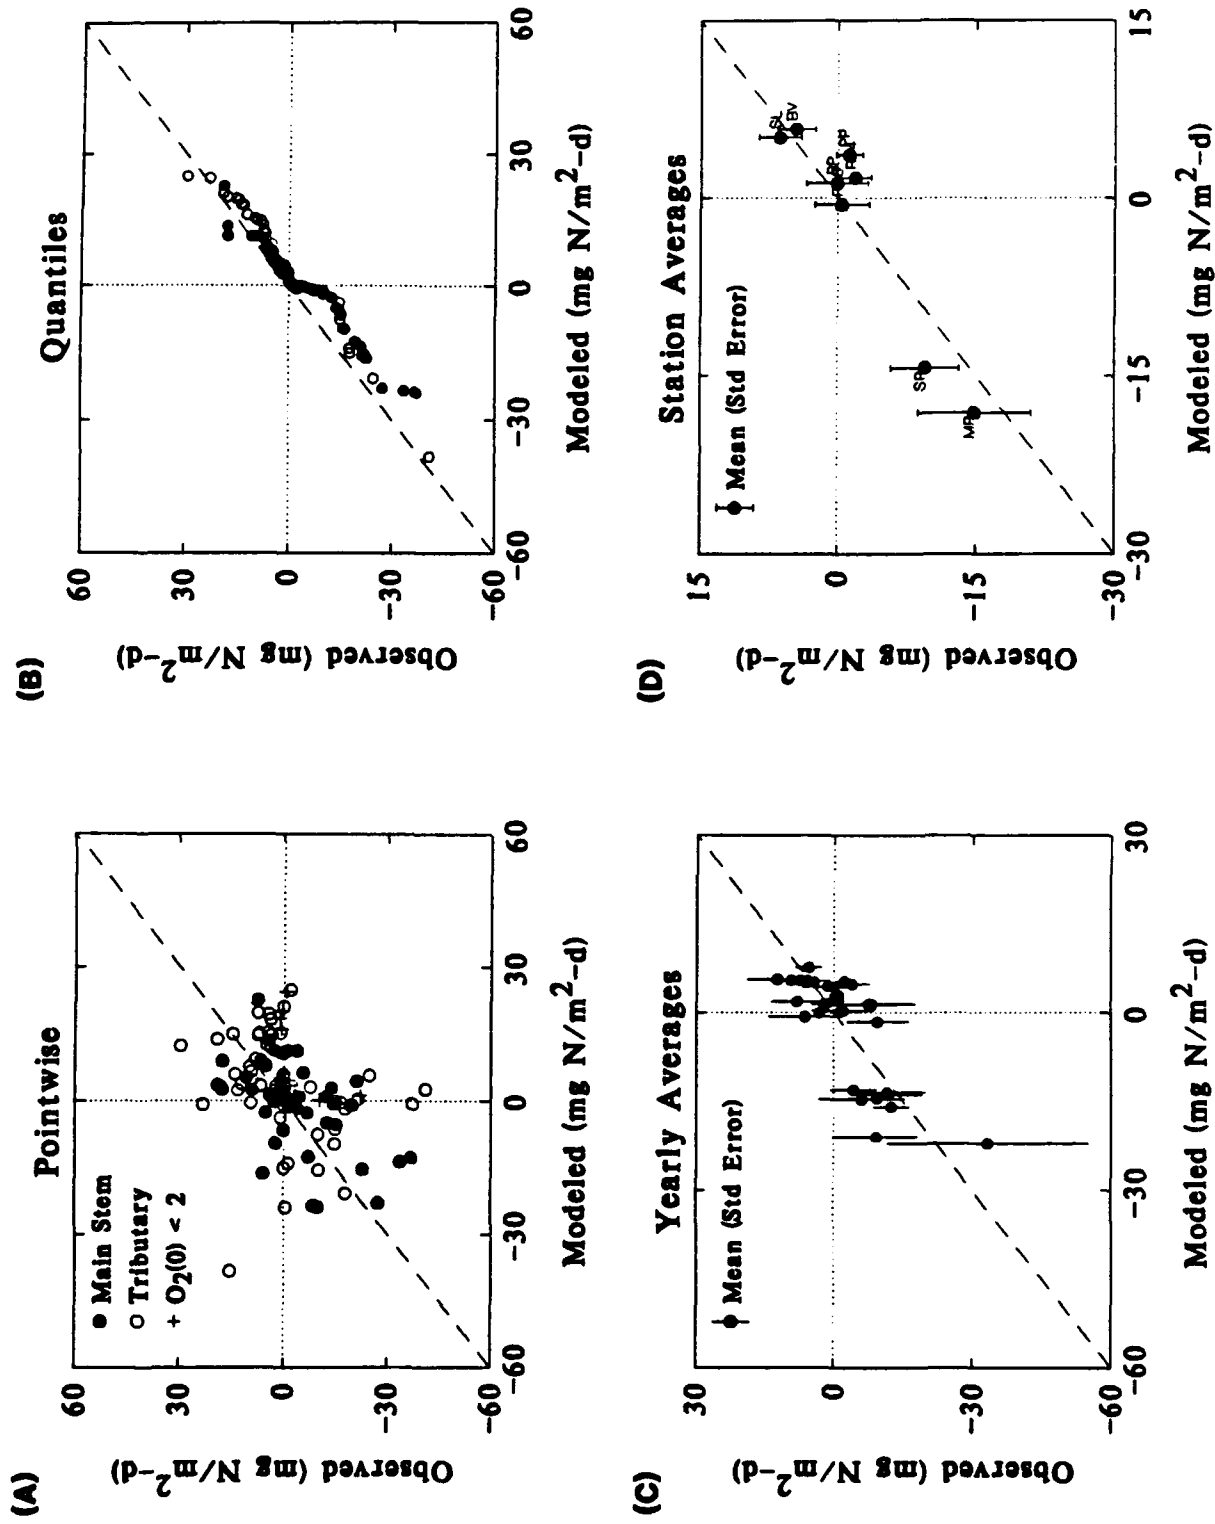 (A)
Pointwise
● Main Stem
○ Tributary
+ O₂(0) < 2
60
30
0
-30
-60
Observed (mg N/m²-d)
-60
-30
0
30
60
Modeled (mg N/m²-d)
(B)
Quantiles
60
30
0
-30
-60
Observed (mg N/m²-d)
-60
-30
0
30
60
Modeled (mg N/m²-d)
(C)
Yearly Averages
Mean (Std Error)
30
0
-30
-60
Observed (mg N/m²-d)
-60
-30
0
30
Modeled (mg N/m²-d)
(D)
Station Averages
Mean (Std Error)
15
0
-15
-30
Observed (mg N/m²-d)
SL
BV
PP
SP
MP
-30
-15
0
15
Modeled (mg N/m²-d)